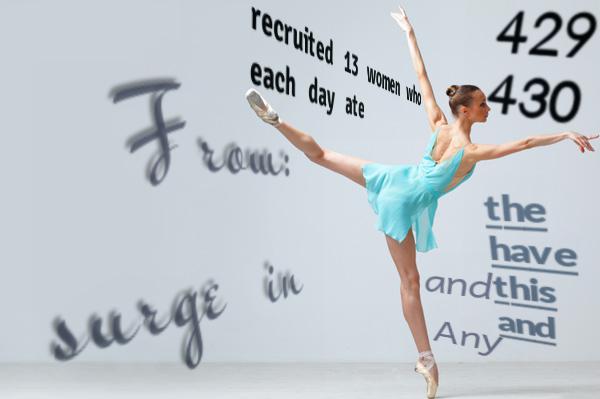 recruited 13 women who
each day ate
429
430
From:
the
have
this
and
and
Any
surge in